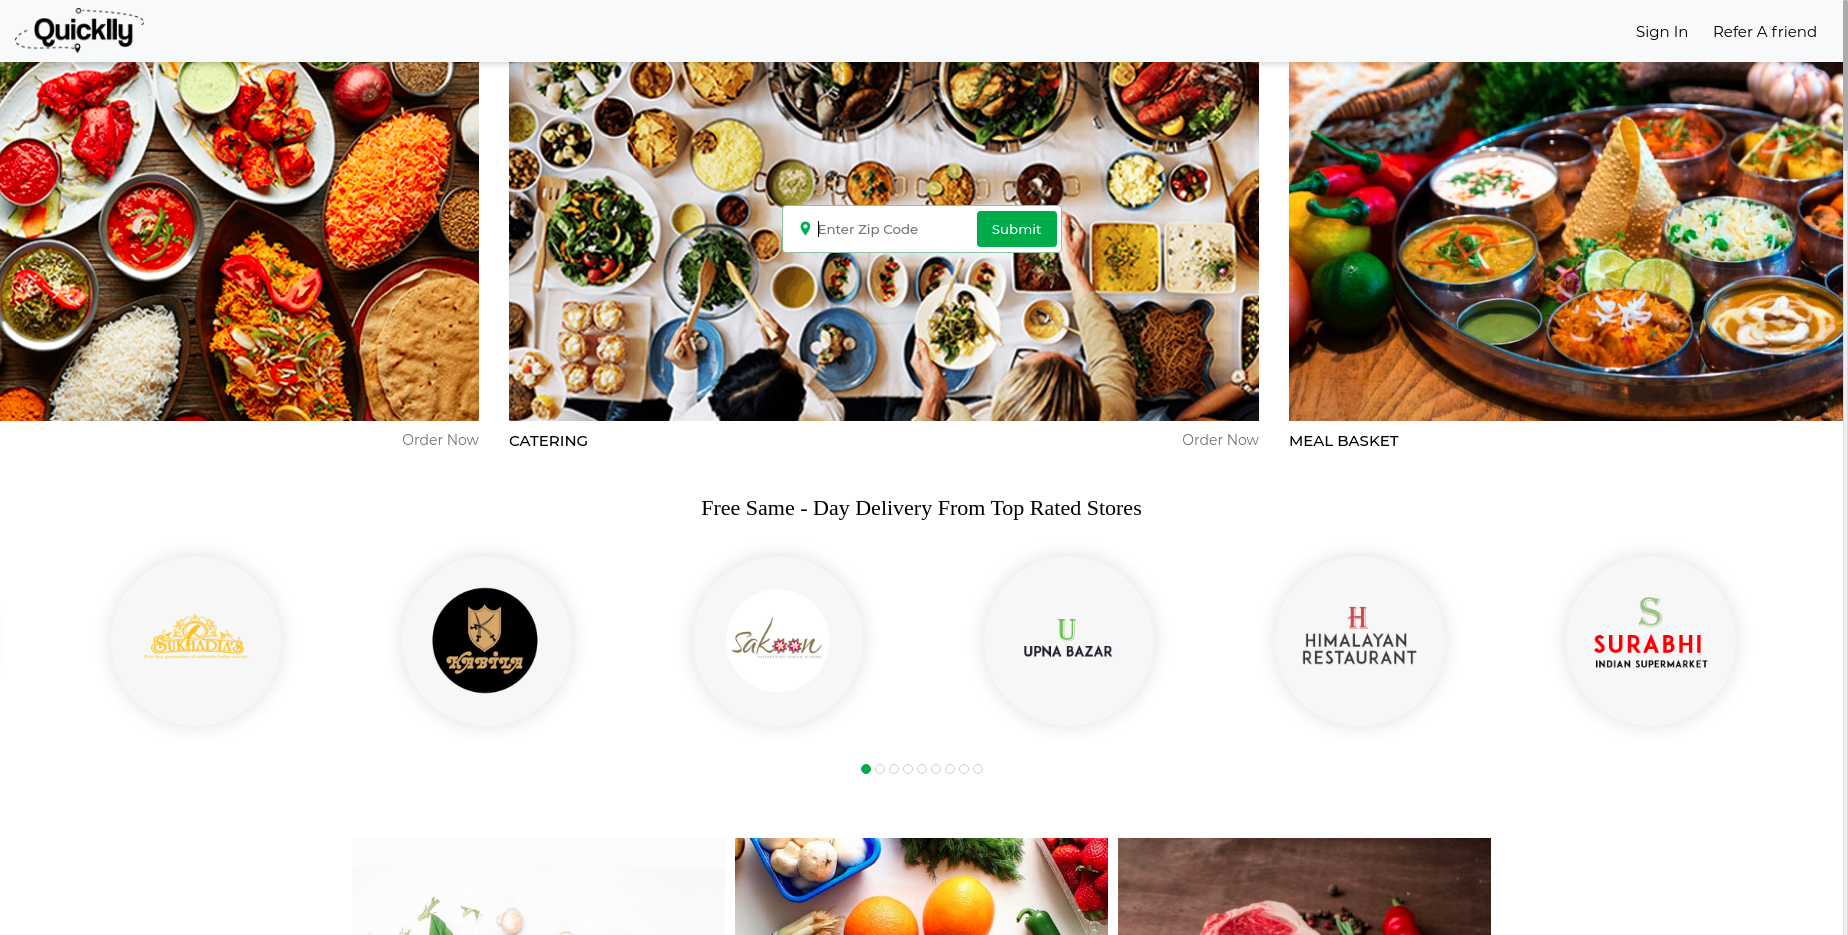 Quicklly
Sign In
Refer A friend
Enter Zip Code
Submit
Order Now
CATERING
Order Now
MEAL BASKET
Free Same - Day Delivery From Top Rated Stores
SUKHADIA'S
KABILA
sakoon
U
UPNA BAZAR
H
HIMALAYAN
RESTAURANT
S
SURABHI
INDIAN SUPERMARKET